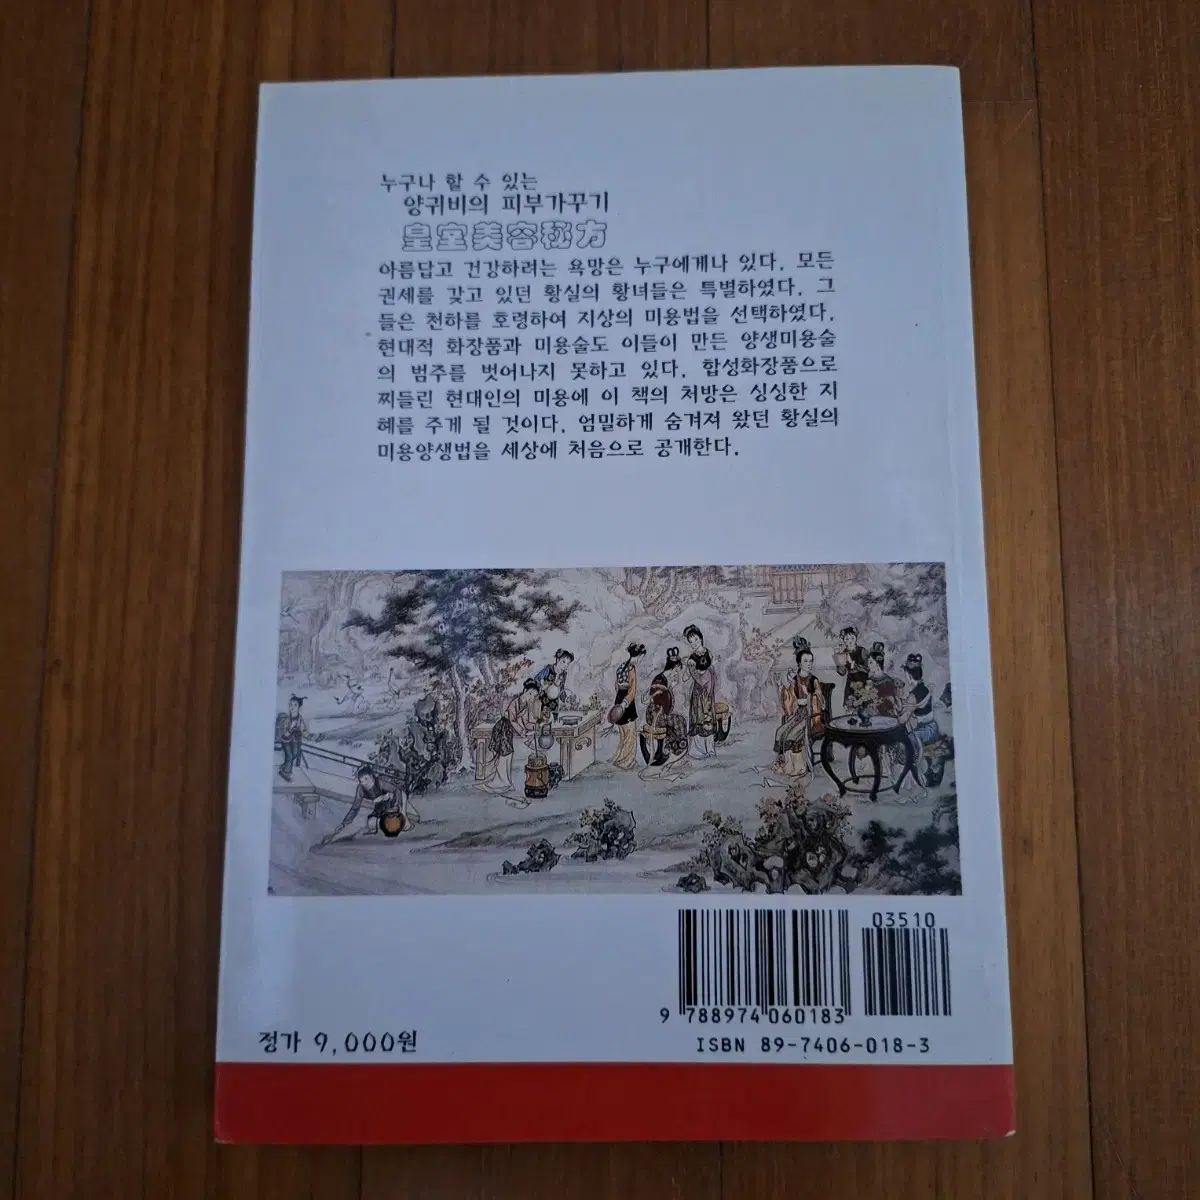 누구나 할 수 있는
양귀비의 피부가꾸기
皇室美容秘方
아름답고 건강하려는 욕망은 누구에게나 있다. 모든
권세를 갖고 있던 황실의 황녀들은 특별하였다. 그
들은 천하를 호령하여 지상의 미용법을 선택하였다.
현대적 화장품과 미용술도 이들이 만든 양생미용술
의 범주를 벗어나지 못하고 있다. 합성화장품으로
찌들린 현대인의 미용에 이 책의 처방은 싱싱한 지
혜를 주게 될 것이다. 엄밀하게 숨겨져 왔던 황실의
미용양생법을 세상에 처음으로 공개한다.
03510
9 788974 060183
정가 9,000원
ISBN 89-7406-018-3